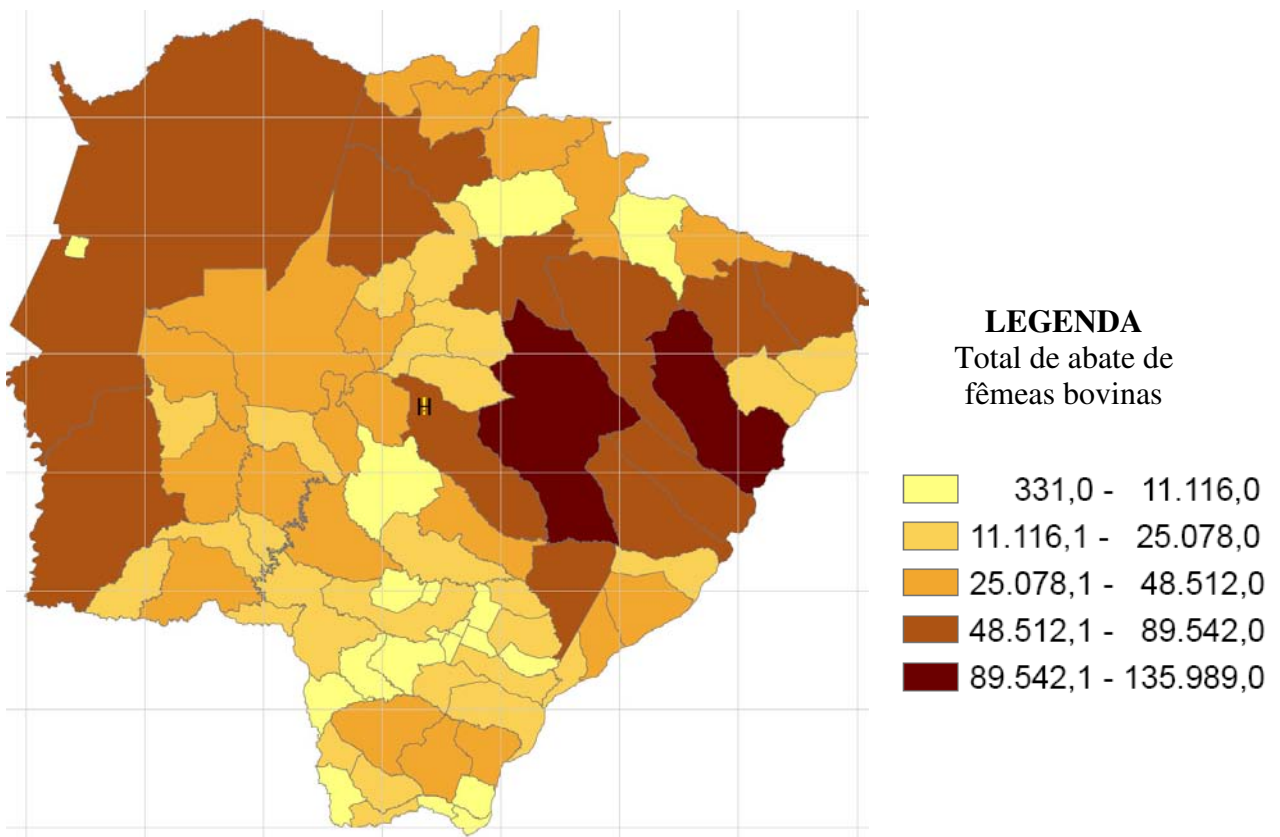 H
LEGENDA
Total de abate de
fêmeas bovinas
331,0 - 11.116,0
11.116,1 - 25.078,0
25.078,1 - 48.512,0
48.512,1 - 89.542,0
89.542,1 - 135.989,0